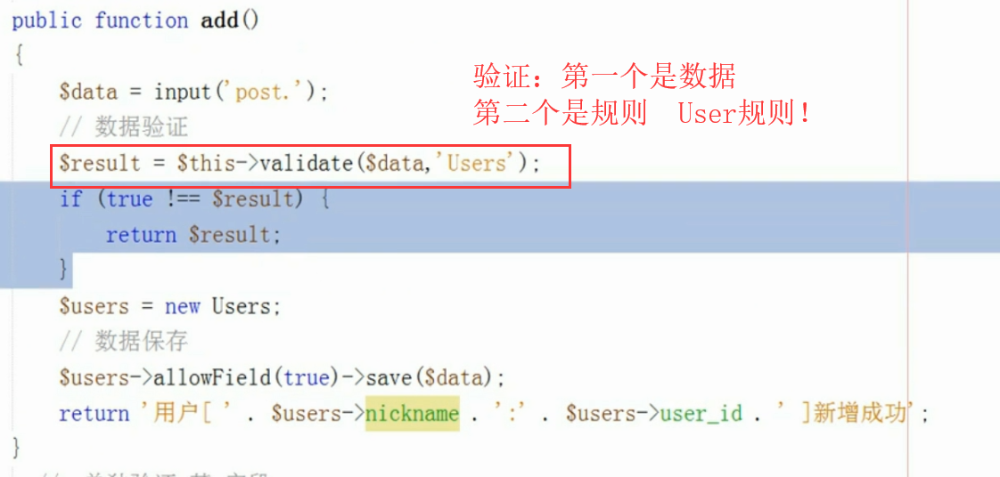 public function add()
{
$data = input('post.');
// 数据验证
验证：第一个是数据
第二个是规则 User规则！
$result = $this->validate($data,'Users');
if (true !== $result) {
return $result;
}
$users = new Users;
// 数据保存
$users->allowField(true)->save($data);
return '用户[ ' . $users->nickname . ':' . $users->user_id . ' ]新增成功';
}